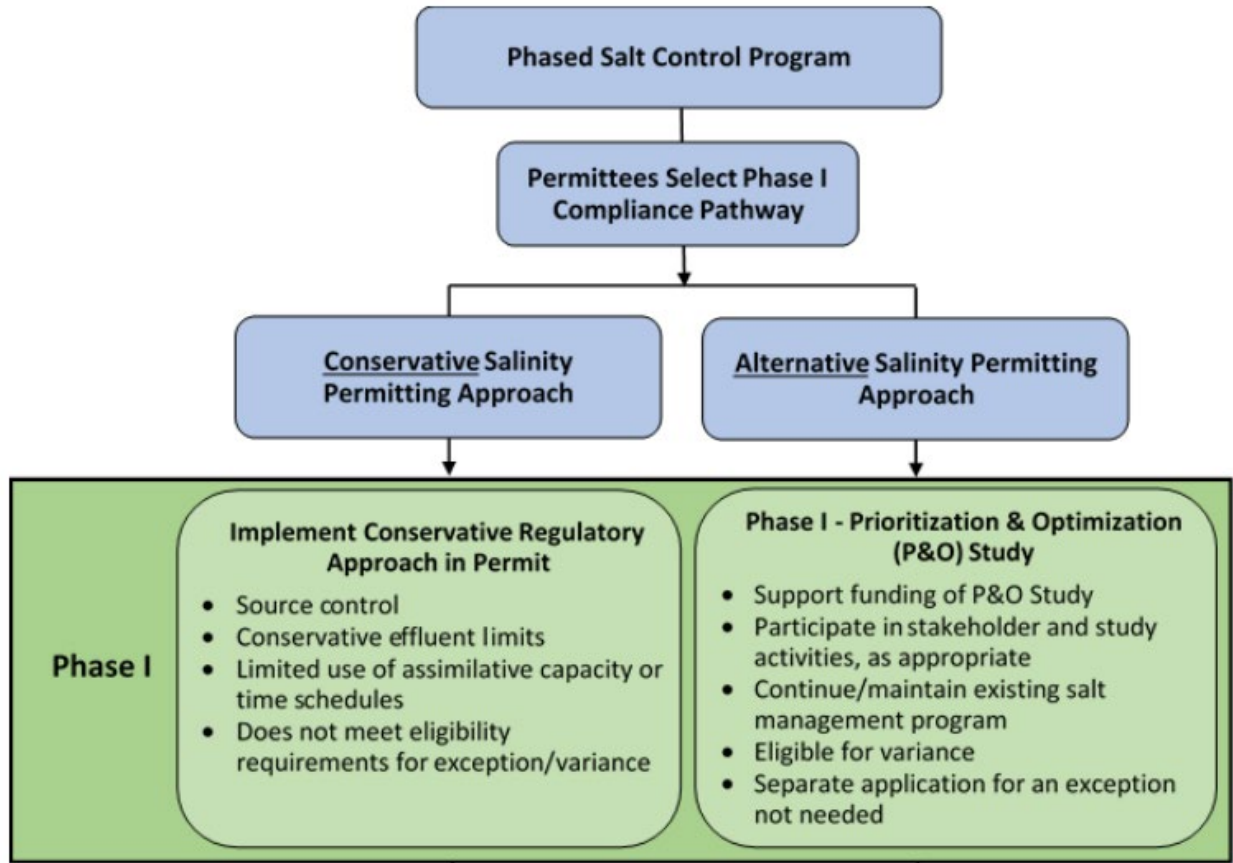 Phased Salt Control Program
Permittees Select Phase I
Compliance Pathway
Conservative Salinity
Permitting Approach
Alternative Salinity Permitting
Approach
Phase I
Implement Conservative Regulatory
Approach in Permit
• Source control
• Conservative effluent limits
• Limited use of assimilative capacity or
time schedules
• Does not meet eligibility
requirements for exception/variance
Phase I - Prioritization & Optimization
(P&O) Study
• Support funding of P&O Study
• Participate in stakeholder and study
activities, as appropriate
• Continue/maintain existing salt
management program
• Eligible for variance
• Separate application for an exception
not needed